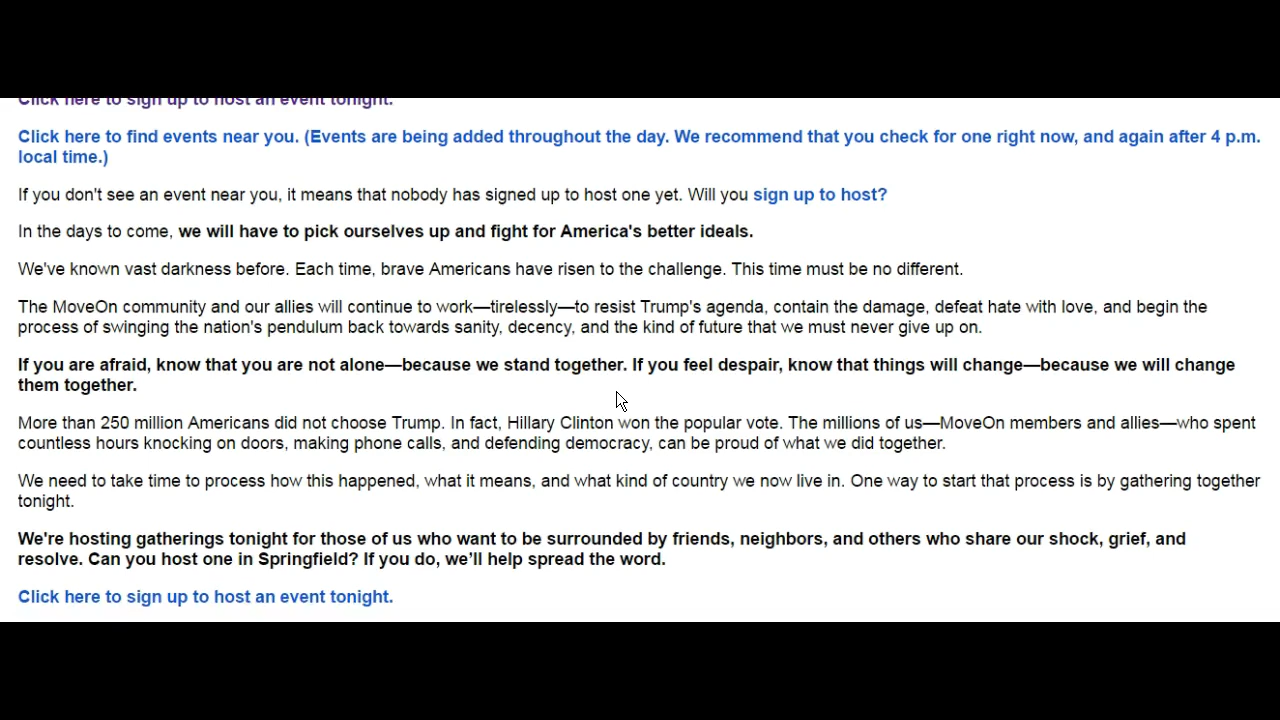 Click here to sign up to host an event tonight.
Click here to find events near you. (Events are being added throughout the day. We recommend that you check for one right now, and again after 4 p.m.
local time.)
If you don't see an event near you, it means that nobody has signed up to host one yet. Will you sign up to host?
In the days to come, we will have to pick ourselves up and fight for America's better ideals.
We've known vast darkness before. Each time, brave Americans have risen to the challenge. This time must be no different.
The MoveOn community and our allies will continue to work—tirelessly—to resist Trump's agenda, contain the damage, defeat hate with love, and begin the
process of swinging the nation's pendulum back towards sanity, decency, and the kind of future that we must never give up on.
If you are afraid, know that you are not alone—because we stand together. If you feel despair, know that things will change—because we will change
them together.
More than 250 million Americans did not choose Trump. In fact, Hillary Clinton won the popular vote. The millions of us—MoveOn members and allies—who spent
countless hours knocking on doors, making phone calls, and defending democracy, can be proud of what we did together.
We need to take time to process how this happened, what it means, and what kind of country we now live in. One way to start that process is by gathering together
tonight.
We're hosting gatherings tonight for those of us who want to be surrounded by friends, neighbors, and others who share our shock, grief, and
resolve. Can you host one in Springfield? If you do, we’ll help spread the word.
Click here to sign up to host an event tonight.